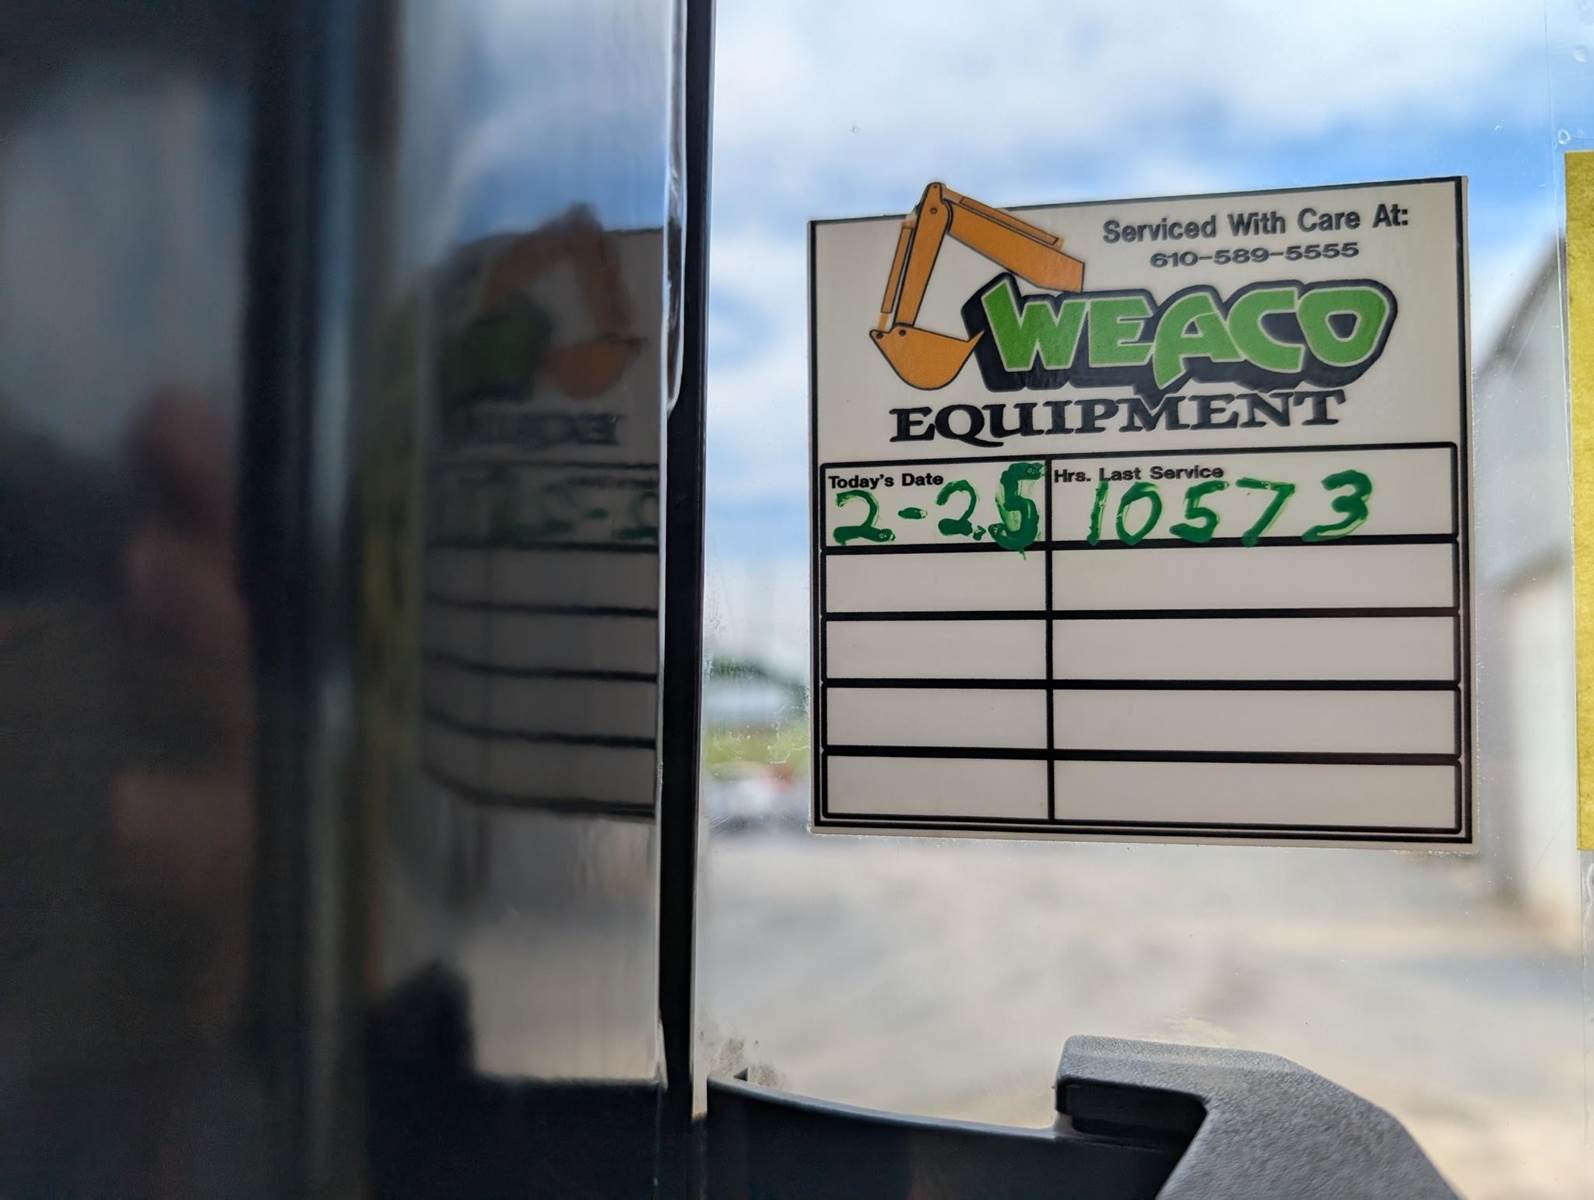 Serviced With Care At:
610-589-5555
WEACO
EQUIPMENT
Today's Date Hrs. Last Service
2-25 10573